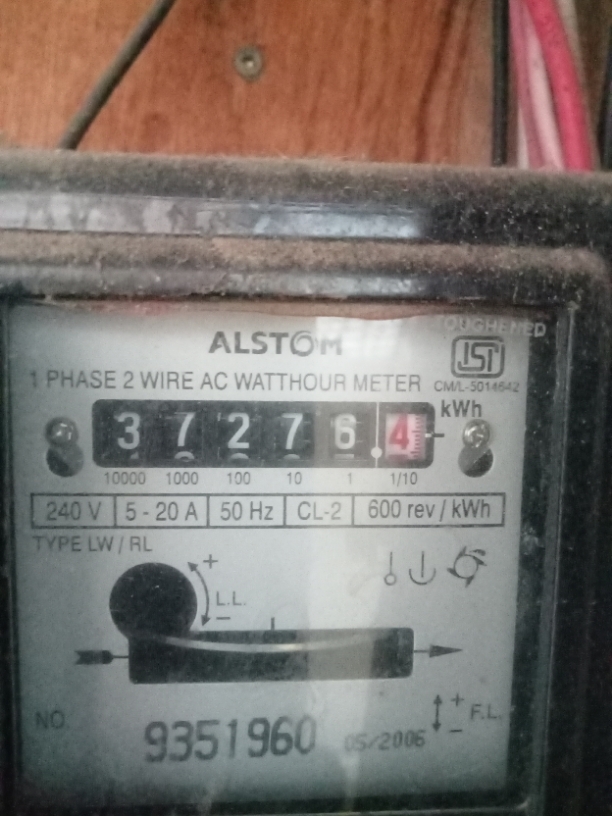 ALSTOM
TOUGHENED
ISI
1 PHASE 2 WIRE AC WATTHOUR METER
CM/L-5014642
kWh
3 7 2 7 6 4
10000 1000 100 10 1 1/10
240 V 5 - 20 A 50 Hz CL-2 600 rev / kWh
TYPE LW / RL
+
L.L.
-
+
F.L.
-
NO. 9351960 05/2006